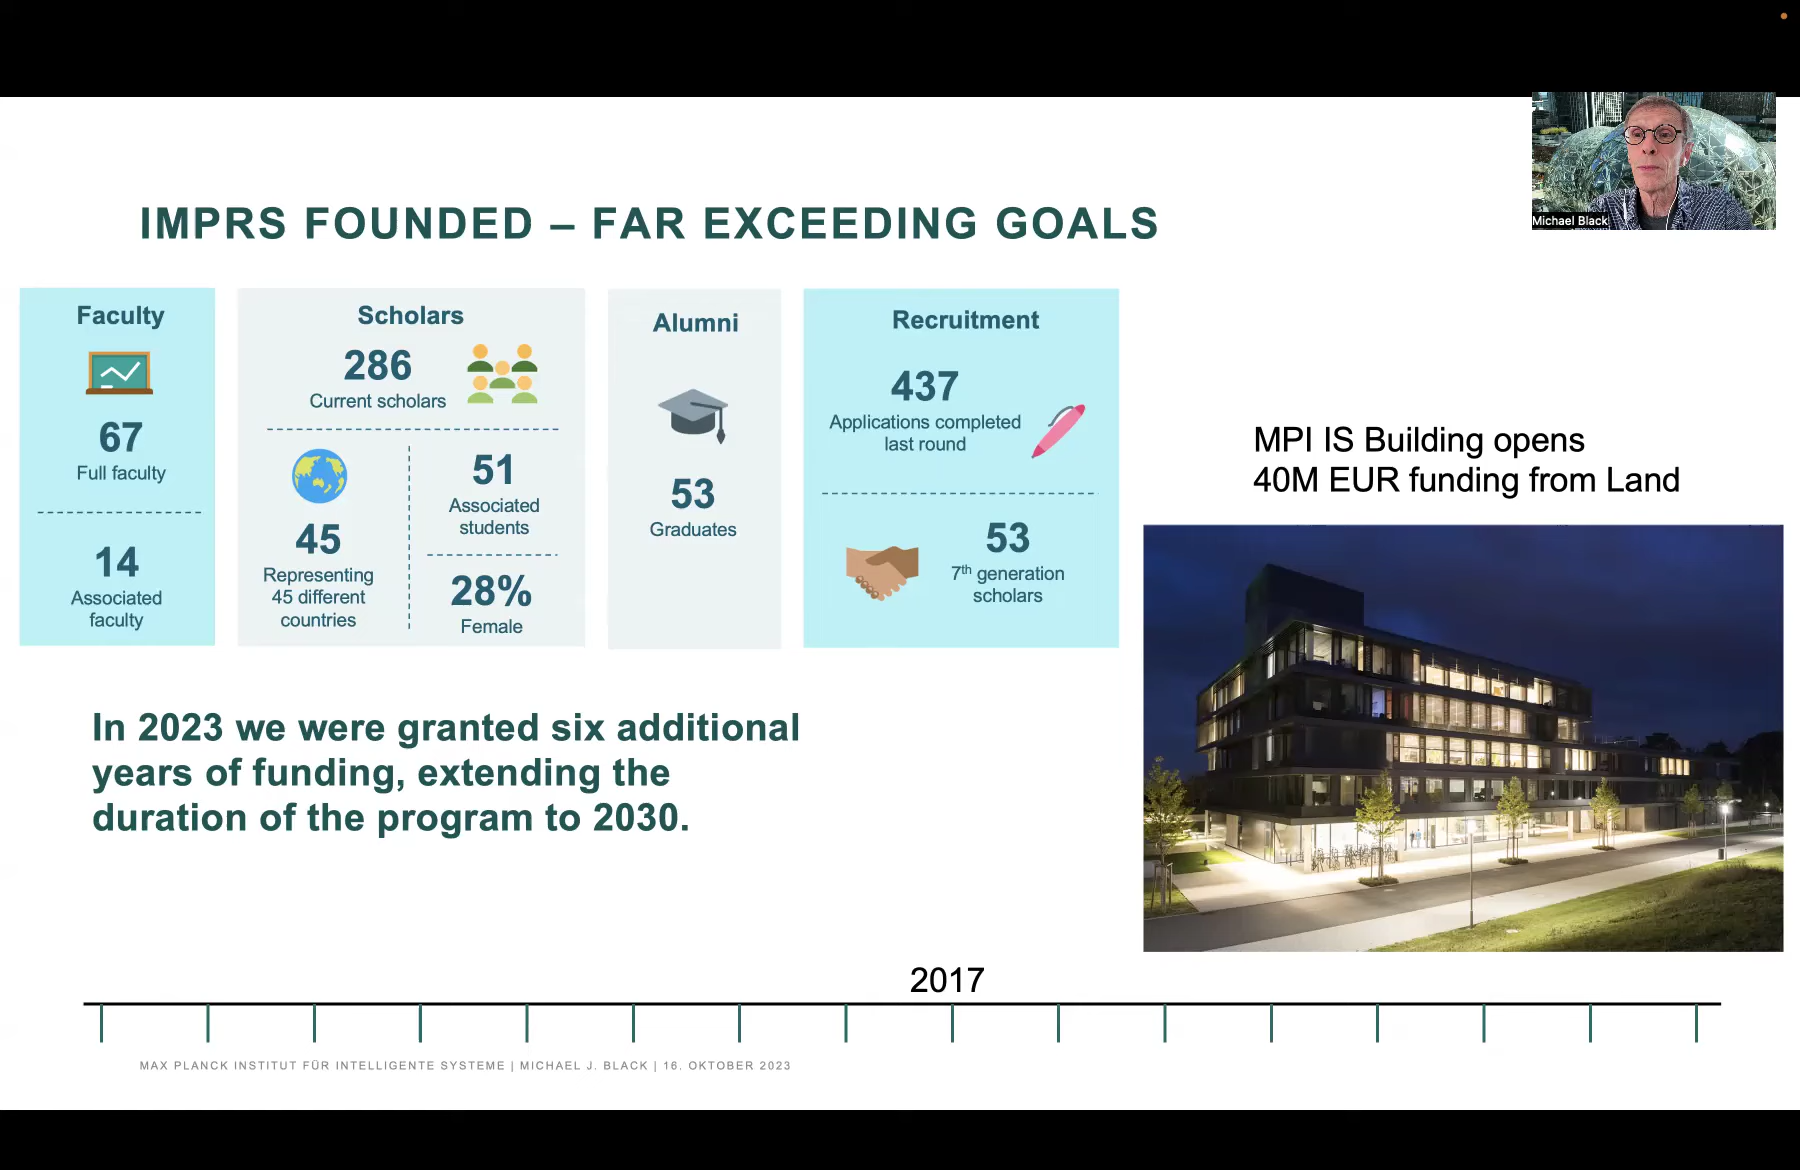 Michael Black
IMPRS FOUNDED – FAR EXCEEDING GOALS
Faculty
67
Full faculty
14
Associated
faculty
Scholars
286
Current scholars
45
Representing
45 different
countries
51
Associated
students
28%
Female
Alumni
53
Graduates
Recruitment
437
Applications completed
last round
53
7th generation
scholars
MPI IS Building opens
40M EUR funding from Land
In 2023 we were granted six additional
years of funding, extending the
duration of the program to 2030.
2017
MAX PLANCK INSTITUT FÜR INTELLIGENTE SYSTEME | MICHAEL J. BLACK | 16. OKTOBER 2023